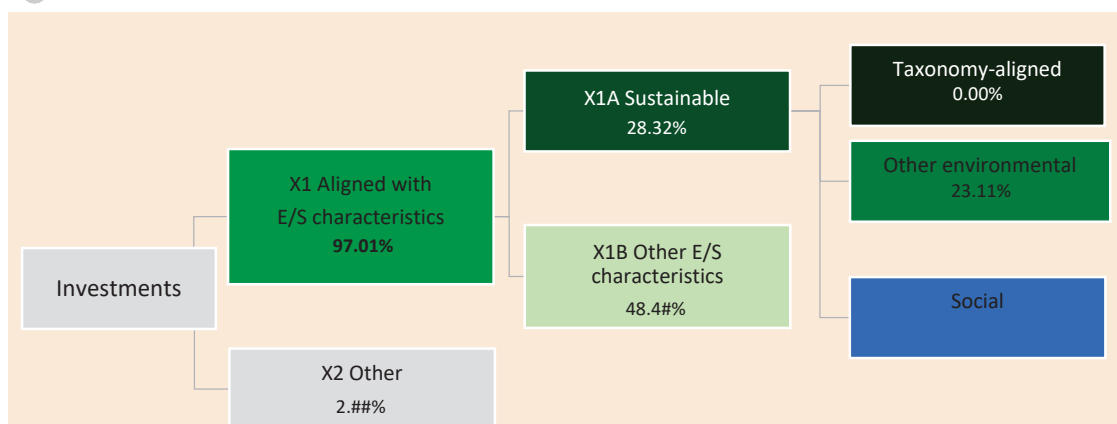 Investments
X1 Aligned with
E/S characteristics
97.01%
X2 Other
2.##%
X1A Sustainable
28.32%
X1B Other E/S
characteristics
48.4#%
Taxonomy-aligned
0.00%
Other environmental
23.11%
Social